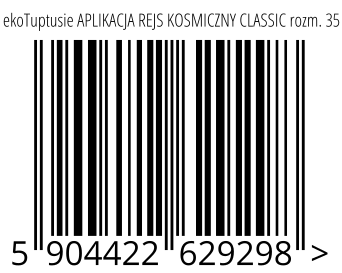 ekoTuptusie APLIKACJA REJS KOSMICZNY CLASSIC rozm. 35
5 904422 629298 >